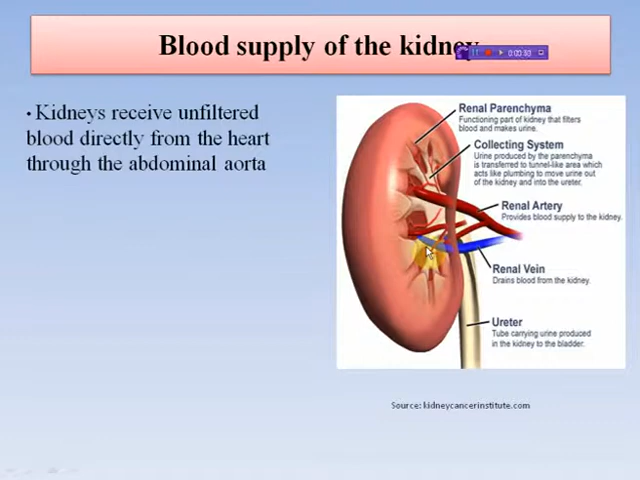 Blood supply of the kidney
0:00:30
• Kidneys receive unfiltered
blood directly from the heart
through the abdominal aorta
Renal Parenchyma
Functioning part of kidney that filters
blood and makes urine.
Collecting System
Urine produced by the parenchyma
is transferred to tunnel-like area which
acts like plumbing to move urine out
of the kidney and into the ureter.
Renal Artery
Provides blood supply to the kidney.
Renal Vein
Drains blood from the kidney.
Ureter
Tube carrying urine produced
in the kidney to the bladder.
Source: kidneycancerinstitute.com